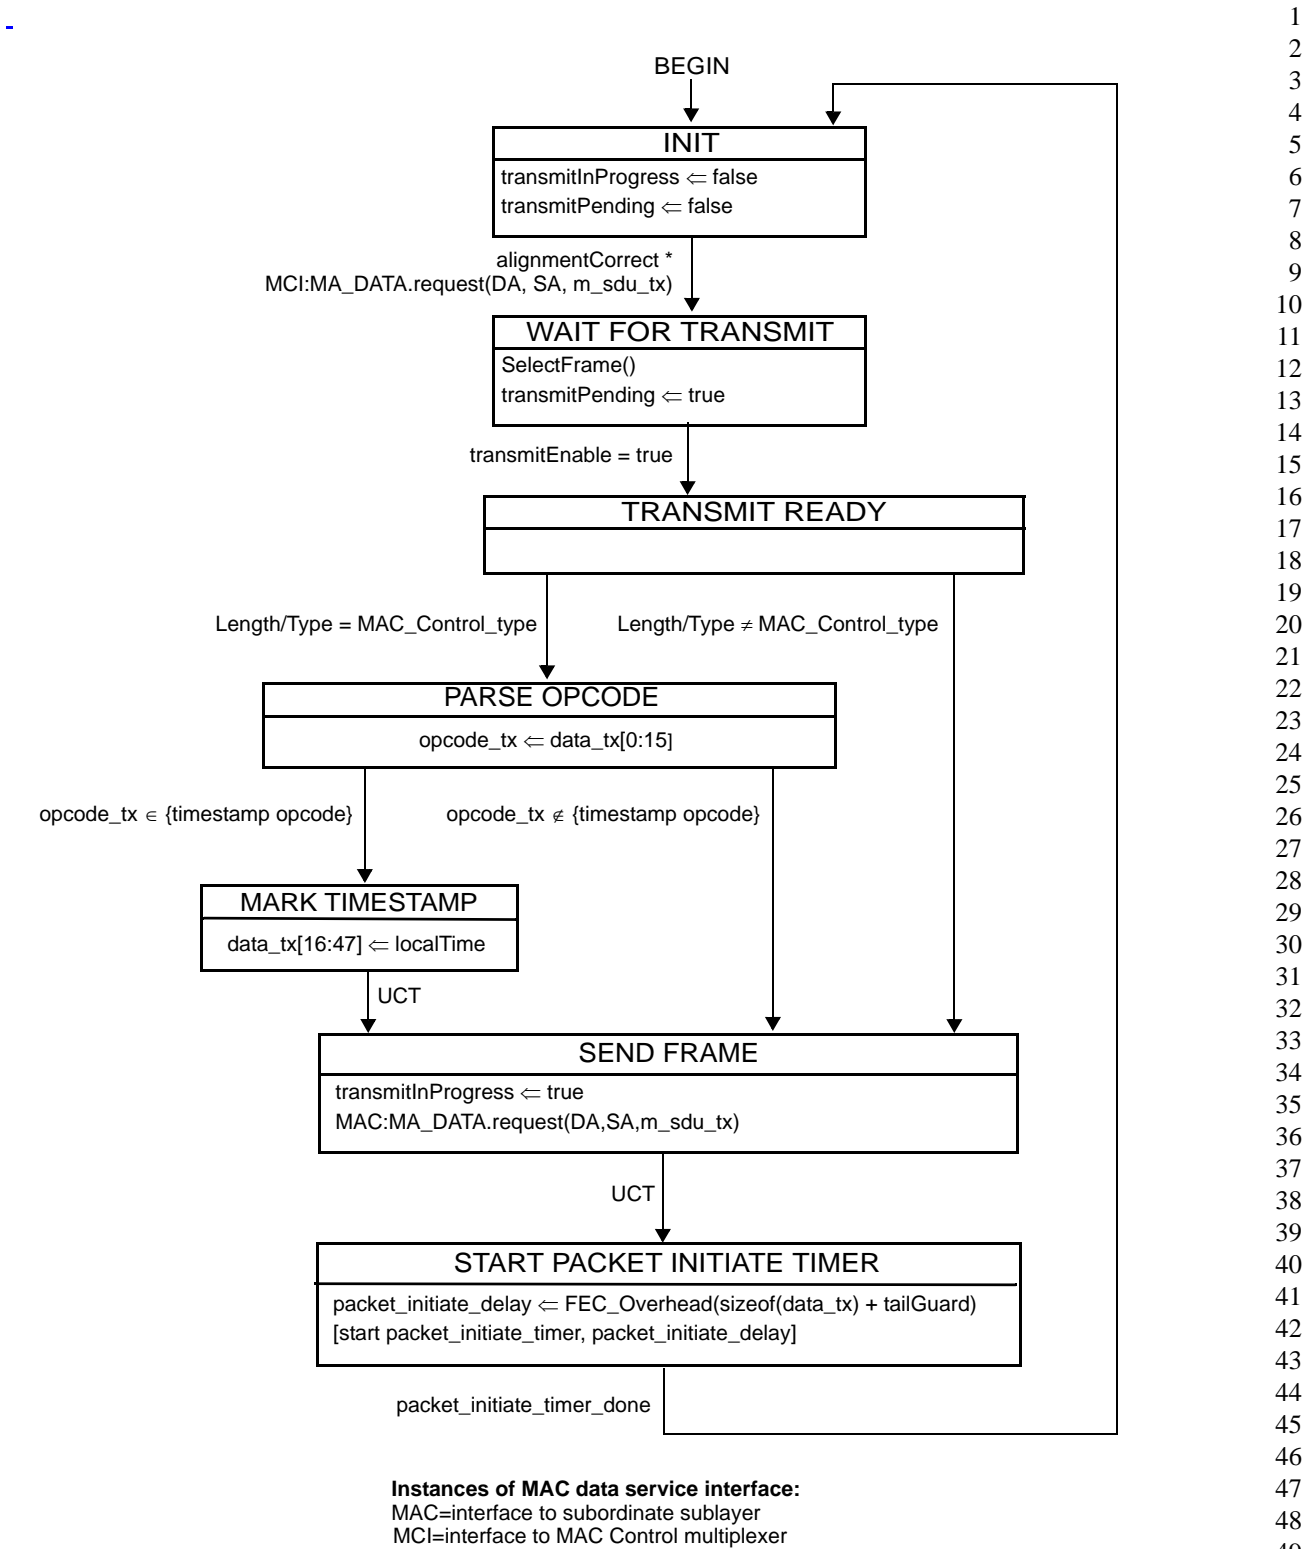 BEGIN
INIT
transmitInProgress ⇐ false
transmitPending ⇐ false
alignmentCorrect *
MCI:MA_DATA.request(DA, SA, m_sdu_tx)
WAIT FOR TRANSMIT
SelectFrame()
transmitPending ⇐ true
transmitEnable = true
TRANSMIT READY
Length/Type = MAC_Control_type
Length/Type ≠ MAC_Control_type
PARSE OPCODE
opcode_tx ⇐ data_tx[0:15]
opcode_tx ∈ {timestamp opcode}
opcode_tx ∉ {timestamp opcode}
MARK TIMESTAMP
data_tx[16:47] ⇐ localTime
UCT
SEND FRAME
transmitInProgress ⇐ true
MAC:MA_DATA.request(DA,SA,m_sdu_tx)
UCT
START PACKET INITIATE TIMER
packet_initiate_delay ⇐ FEC_Overhead(sizeof(data_tx) + tailGuard)
[start packet_initiate_timer, packet_initiate_delay]
packet_initiate_timer_done
Instances of MAC data service interface:
MAC=interface to subordinate sublayer
MCI=interface to MAC Control multiplexer
1
2
3
4
5
6
7
8
9
10
11
12
13
14
15
16
17
18
19
20
21
22
23
24
25
26
27
28
29
30
31
32
33
34
35
36
37
38
39
40
41
42
43
44
45
46
47
48